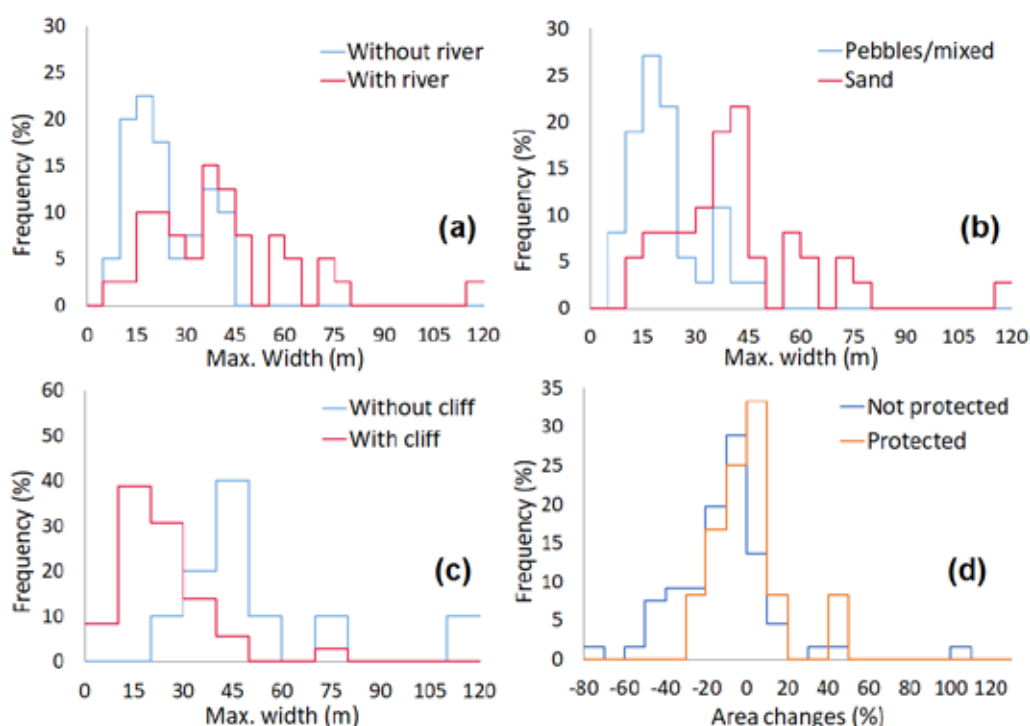 30
25
20
15
10
5
0
Frequency (%)
Without river
With river
(a)
0 15 30 45 60 75 90 105 120
Max. Width (m)
30
25
20
15
10
5
0
Frequency (%)
Pebbles/mixed
Sand
(b)
0 15 30 45 60 75 90 105 120
Max. width (m)
60
50
40
30
20
10
0
Frequency (%)
Without cliff
With cliff
(c)
0 15 30 45 60 75 90 105 120
Max. width (m)
35
30
25
20
15
10
5
0
Frequency (%)
Not protected
Protected
(d)
-80 -60 -40 -20 0 20 40 60 80 100 120
Area changes (%)